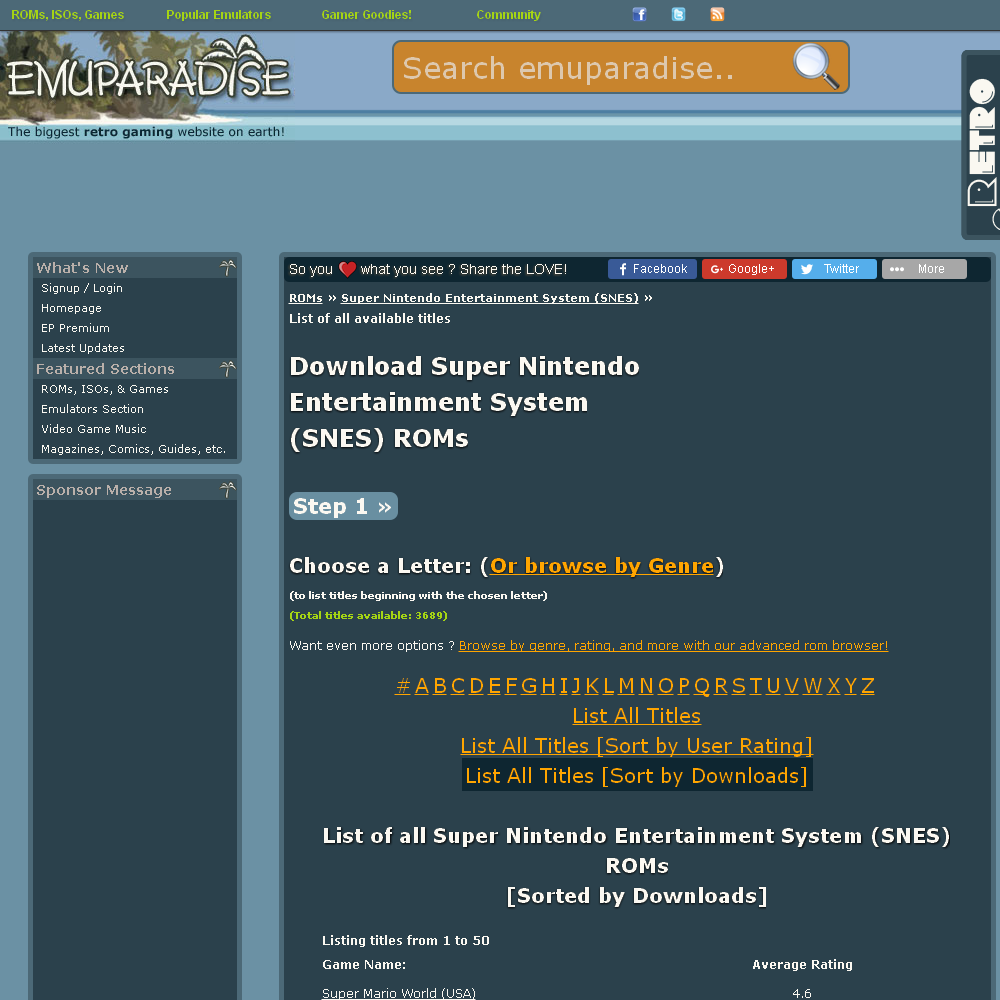 ROMs, ISOs, Games Popular Emulators Gamer Goodies! Community
EMUPARADISE
Search emuparadise..
The biggest retro gaming website on earth!
RETRO
What's New
Signup / Login
Homepage
EP Premium
Latest Updates
Featured Sections
ROMs, ISOs, & Games
Emulators Section
Video Game Music
Magazines, Comics, Guides, etc.
Sponsor Message
So you ❤ what you see ? Share the LOVE! Facebook Google+ Twitter More
ROMs » Super Nintendo Entertainment System (SNES) »
List of all available titles
Download Super Nintendo
Entertainment System
(SNES) ROMs
Step 1 »
Choose a Letter: (Or browse by Genre)
(to list titles beginning with the chosen letter)
(Total titles available: 3689)
Want even more options ? Browse by genre, rating, and more with our advanced rom browser!
# A B C D E F G H I J K L M N O P Q R S T U V W X Y Z
List All Titles
List All Titles [Sort by User Rating]
List All Titles [Sort by Downloads]
List of all Super Nintendo Entertainment System (SNES)
ROMs
[Sorted by Downloads]
Listing titles from 1 to 50
Game Name: Average Rating
Super Mario World (USA) 4.6